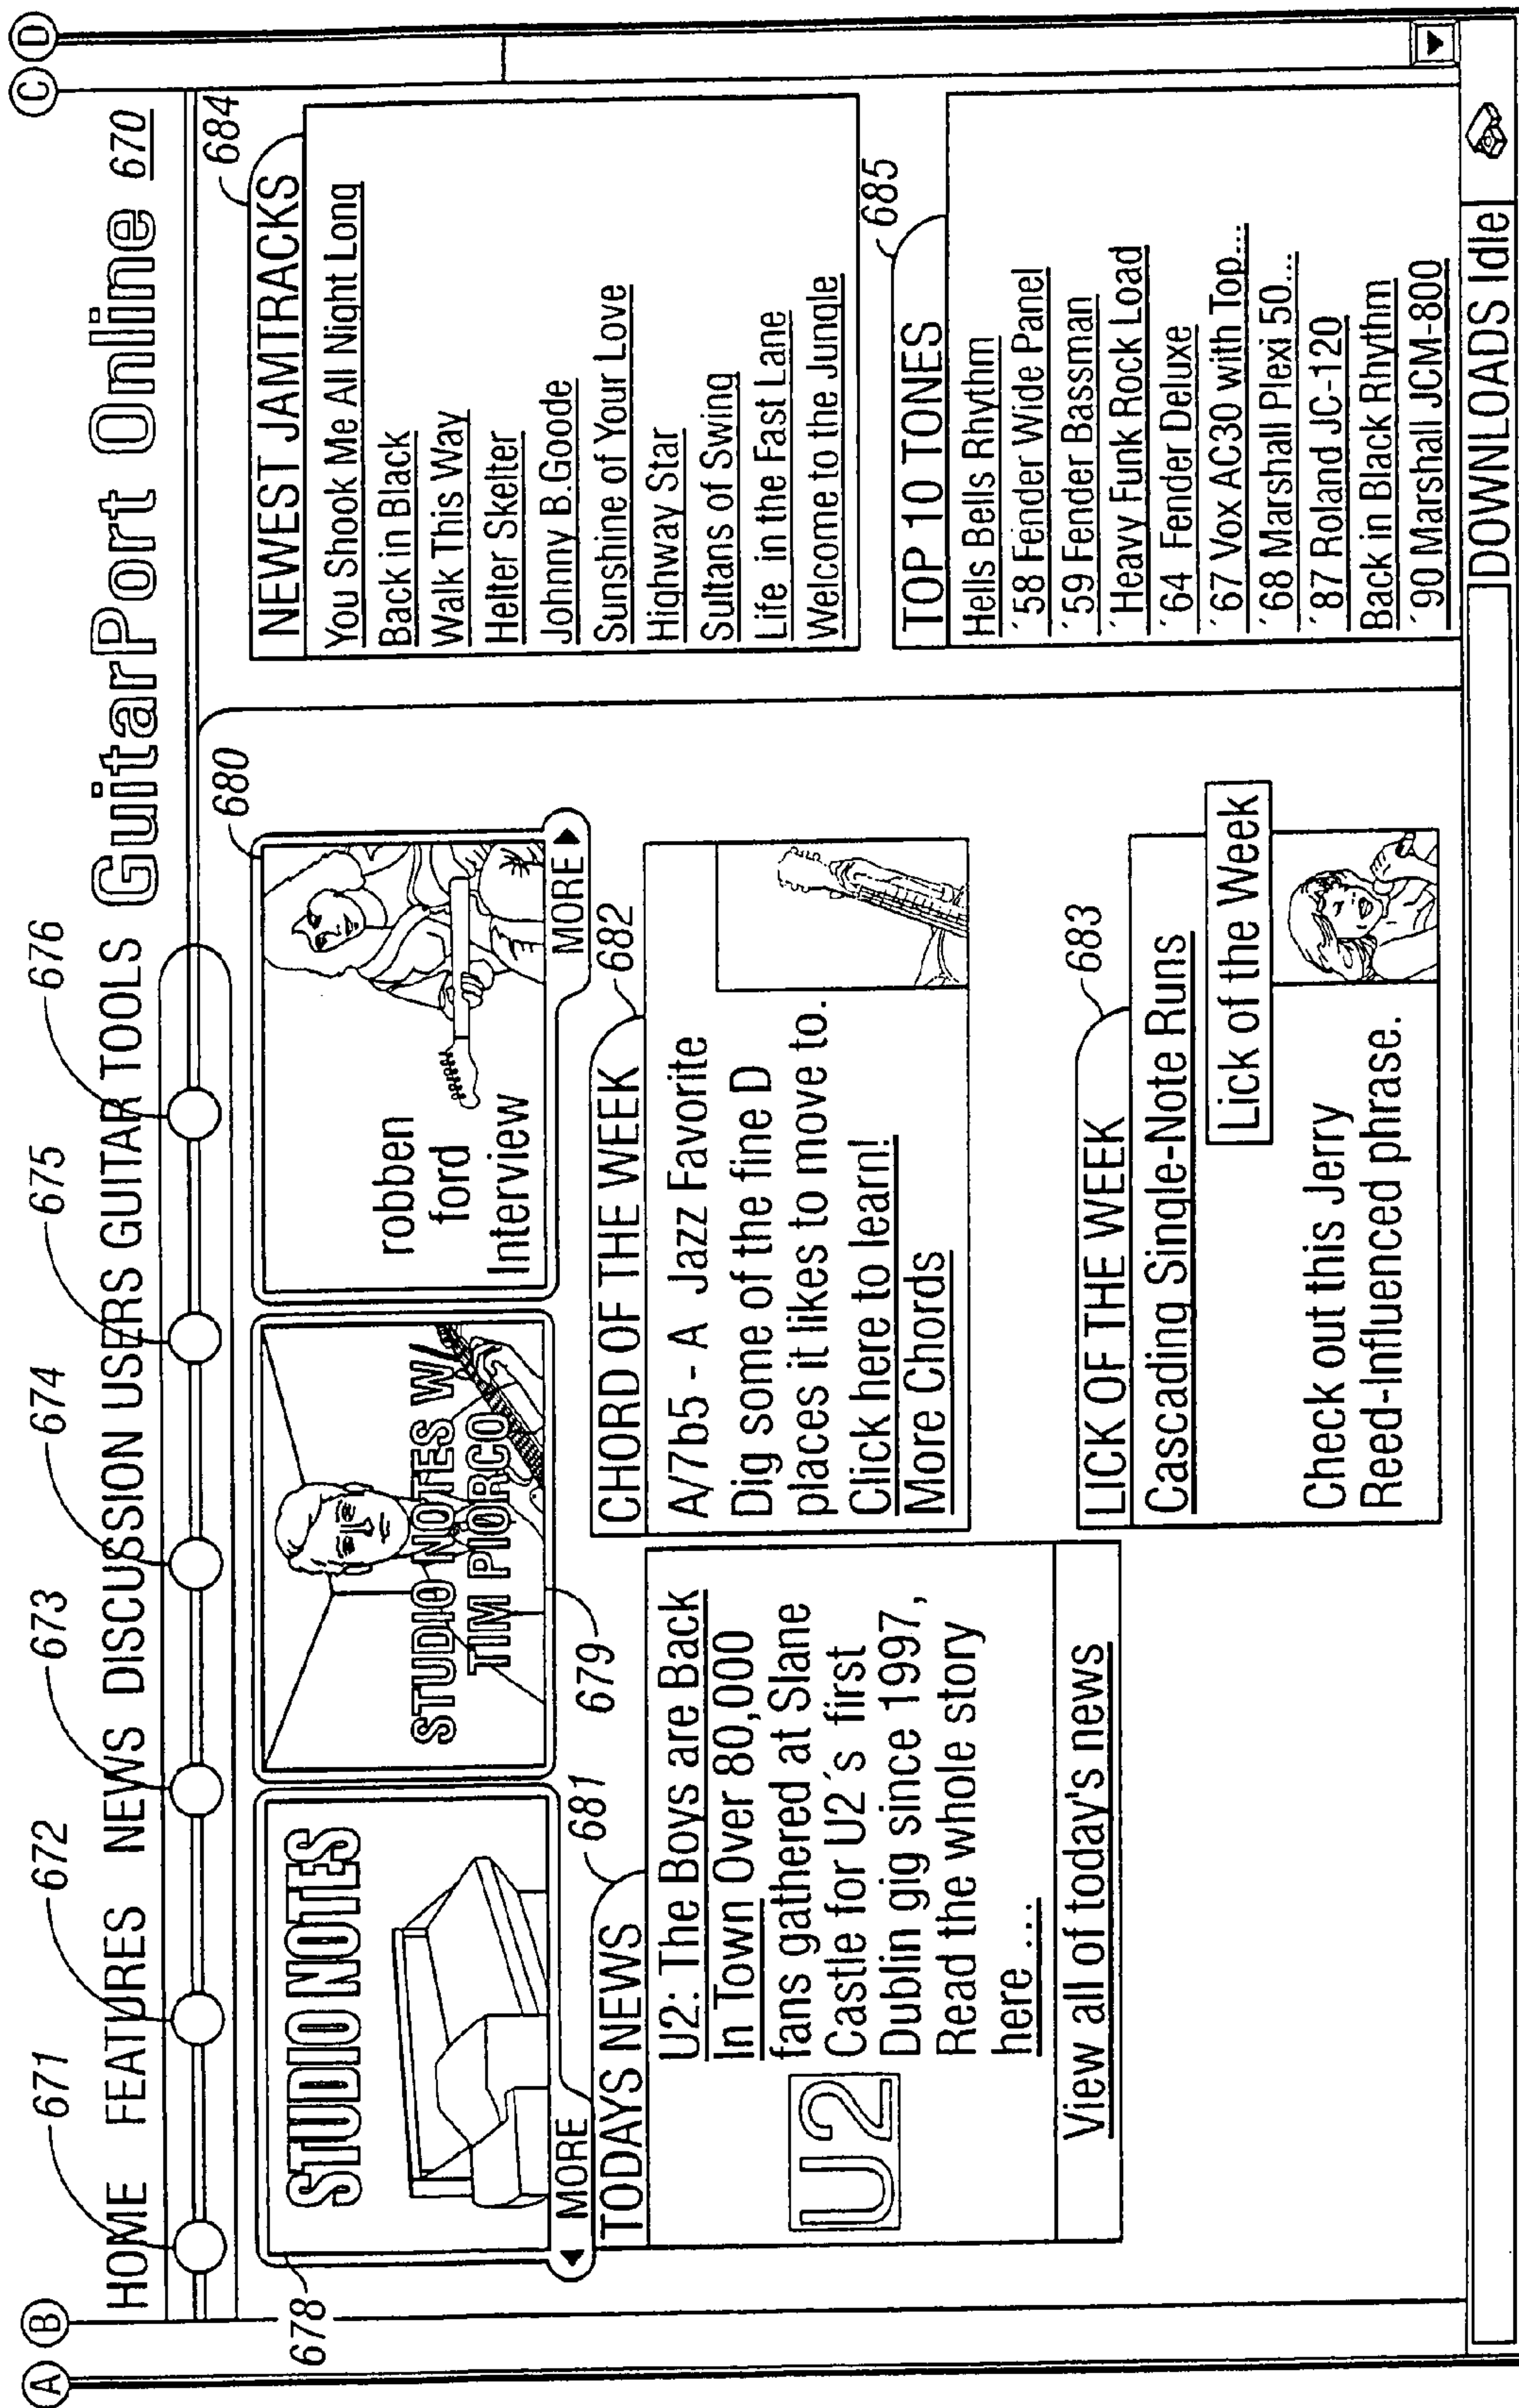 A B C D
671 672 673 674 675 676
HOME FEATURES NEWS DISCUSSION USERS GUITAR TOOLS GuitarPort Online 670
678
STUDIO NOTES
◀ MORE
STUDIO NOTES W/
TIM PIORCO
679
680
robben
ford
Interview
MORE ▶
681
TODAYS NEWS
U2
U2: The Boys are Back
In Town Over 80,000
fans gathered at Slane
Castle for U2´s first
Dublin gig since 1997,
Read the whole story
here ....
View all of today's news
682
CHORD OF THE WEEK
A/7b5 - A Jazz Favorite
Dig some of the fine D
places it likes to move to.
Click here to learn!
More Chords
683
LICK OF THE WEEK
Cascading Single-Note Runs
Lick of the Week
Check out this Jerry
Reed-Influenced phrase.
684
NEWEST JAMTRACKS
You Shook Me All Night Long
Back in Black
Walk This Way
Helter Skelter
Johnny B.Goode
Sunshine of Your Love
Highway Star
Sultans of Swing
Life in the Fast Lane
Welcome to the Jungle
685
TOP 10 TONES
Hells Bells Rhythm
´58 Fender Wide Panel
´59 Fender Bassman
´Heavy Funk Rock Load
´64 Fender Deluxe
´67 Vox AC30 with Top...
´68 Marshall Plexi 50...
´87 Roland JC-120
Back in Black Rhythm
´90 Marshall JCM-800
DOWNLOADS Idle